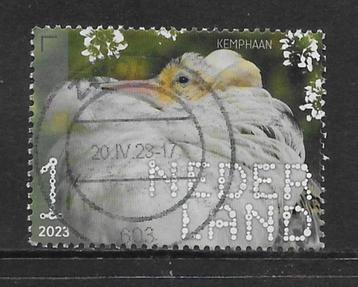 KEMPHAAN
20.IV.23-17
1
NEDER
LAND
2023
603